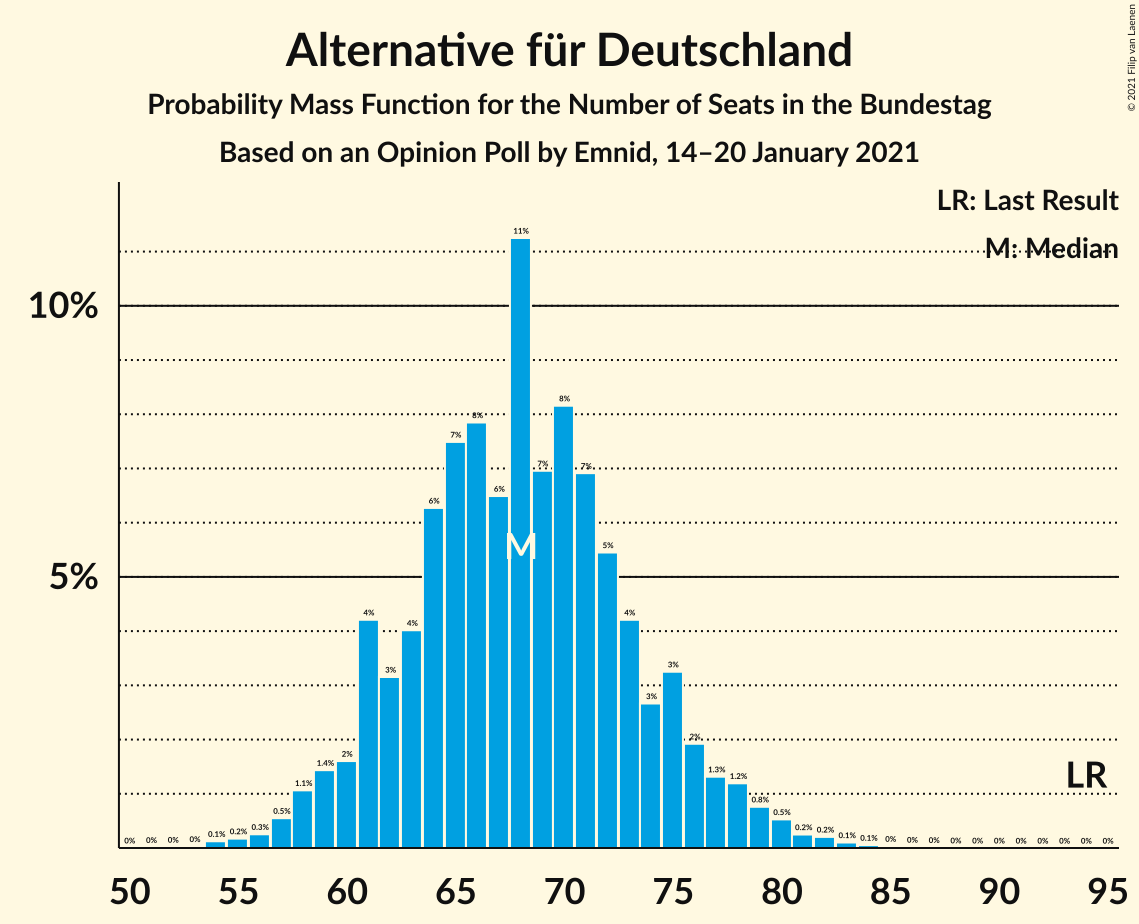 Alternative für Deutschland
Probability Mass Function for the Number of Seats in the Bundestag
Based on an Opinion Poll by Emnid, 14–20 January 2021
© 2021 Filip van Laenen
LR: Last Result
M: Median
10%
5%
0% 0% 0% 0% 0.1% 0.2% 0.3% 0.5% 1.1% 1.4% 2% 4% 3% 4% 6% 7% 8% 6% 11% 7% 8% 7% 5% 4% 3% 3% 2% 1.3% 1.2% 0.8% 0.5% 0.2% 0.2% 0.1% 0.1% 0% 0% 0% 0% 0% 0% 0% 0% 0% 0% 0%
M
LR
50 55 60 65 70 75 80 85 90 95